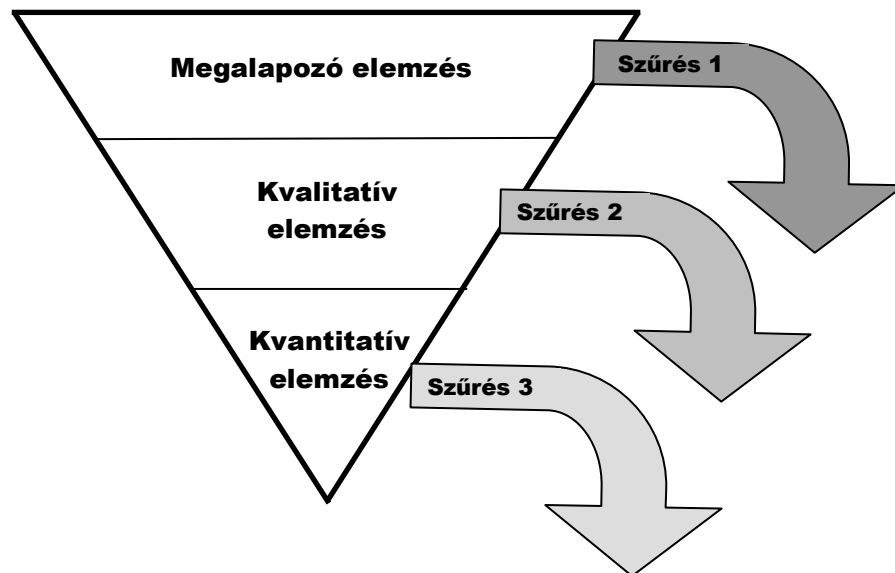 Megalapozó elemzés
Szűrés 1
Kvalitatív
elemzés
Szűrés 2
Kvantitatív
elemzés
Szűrés 3